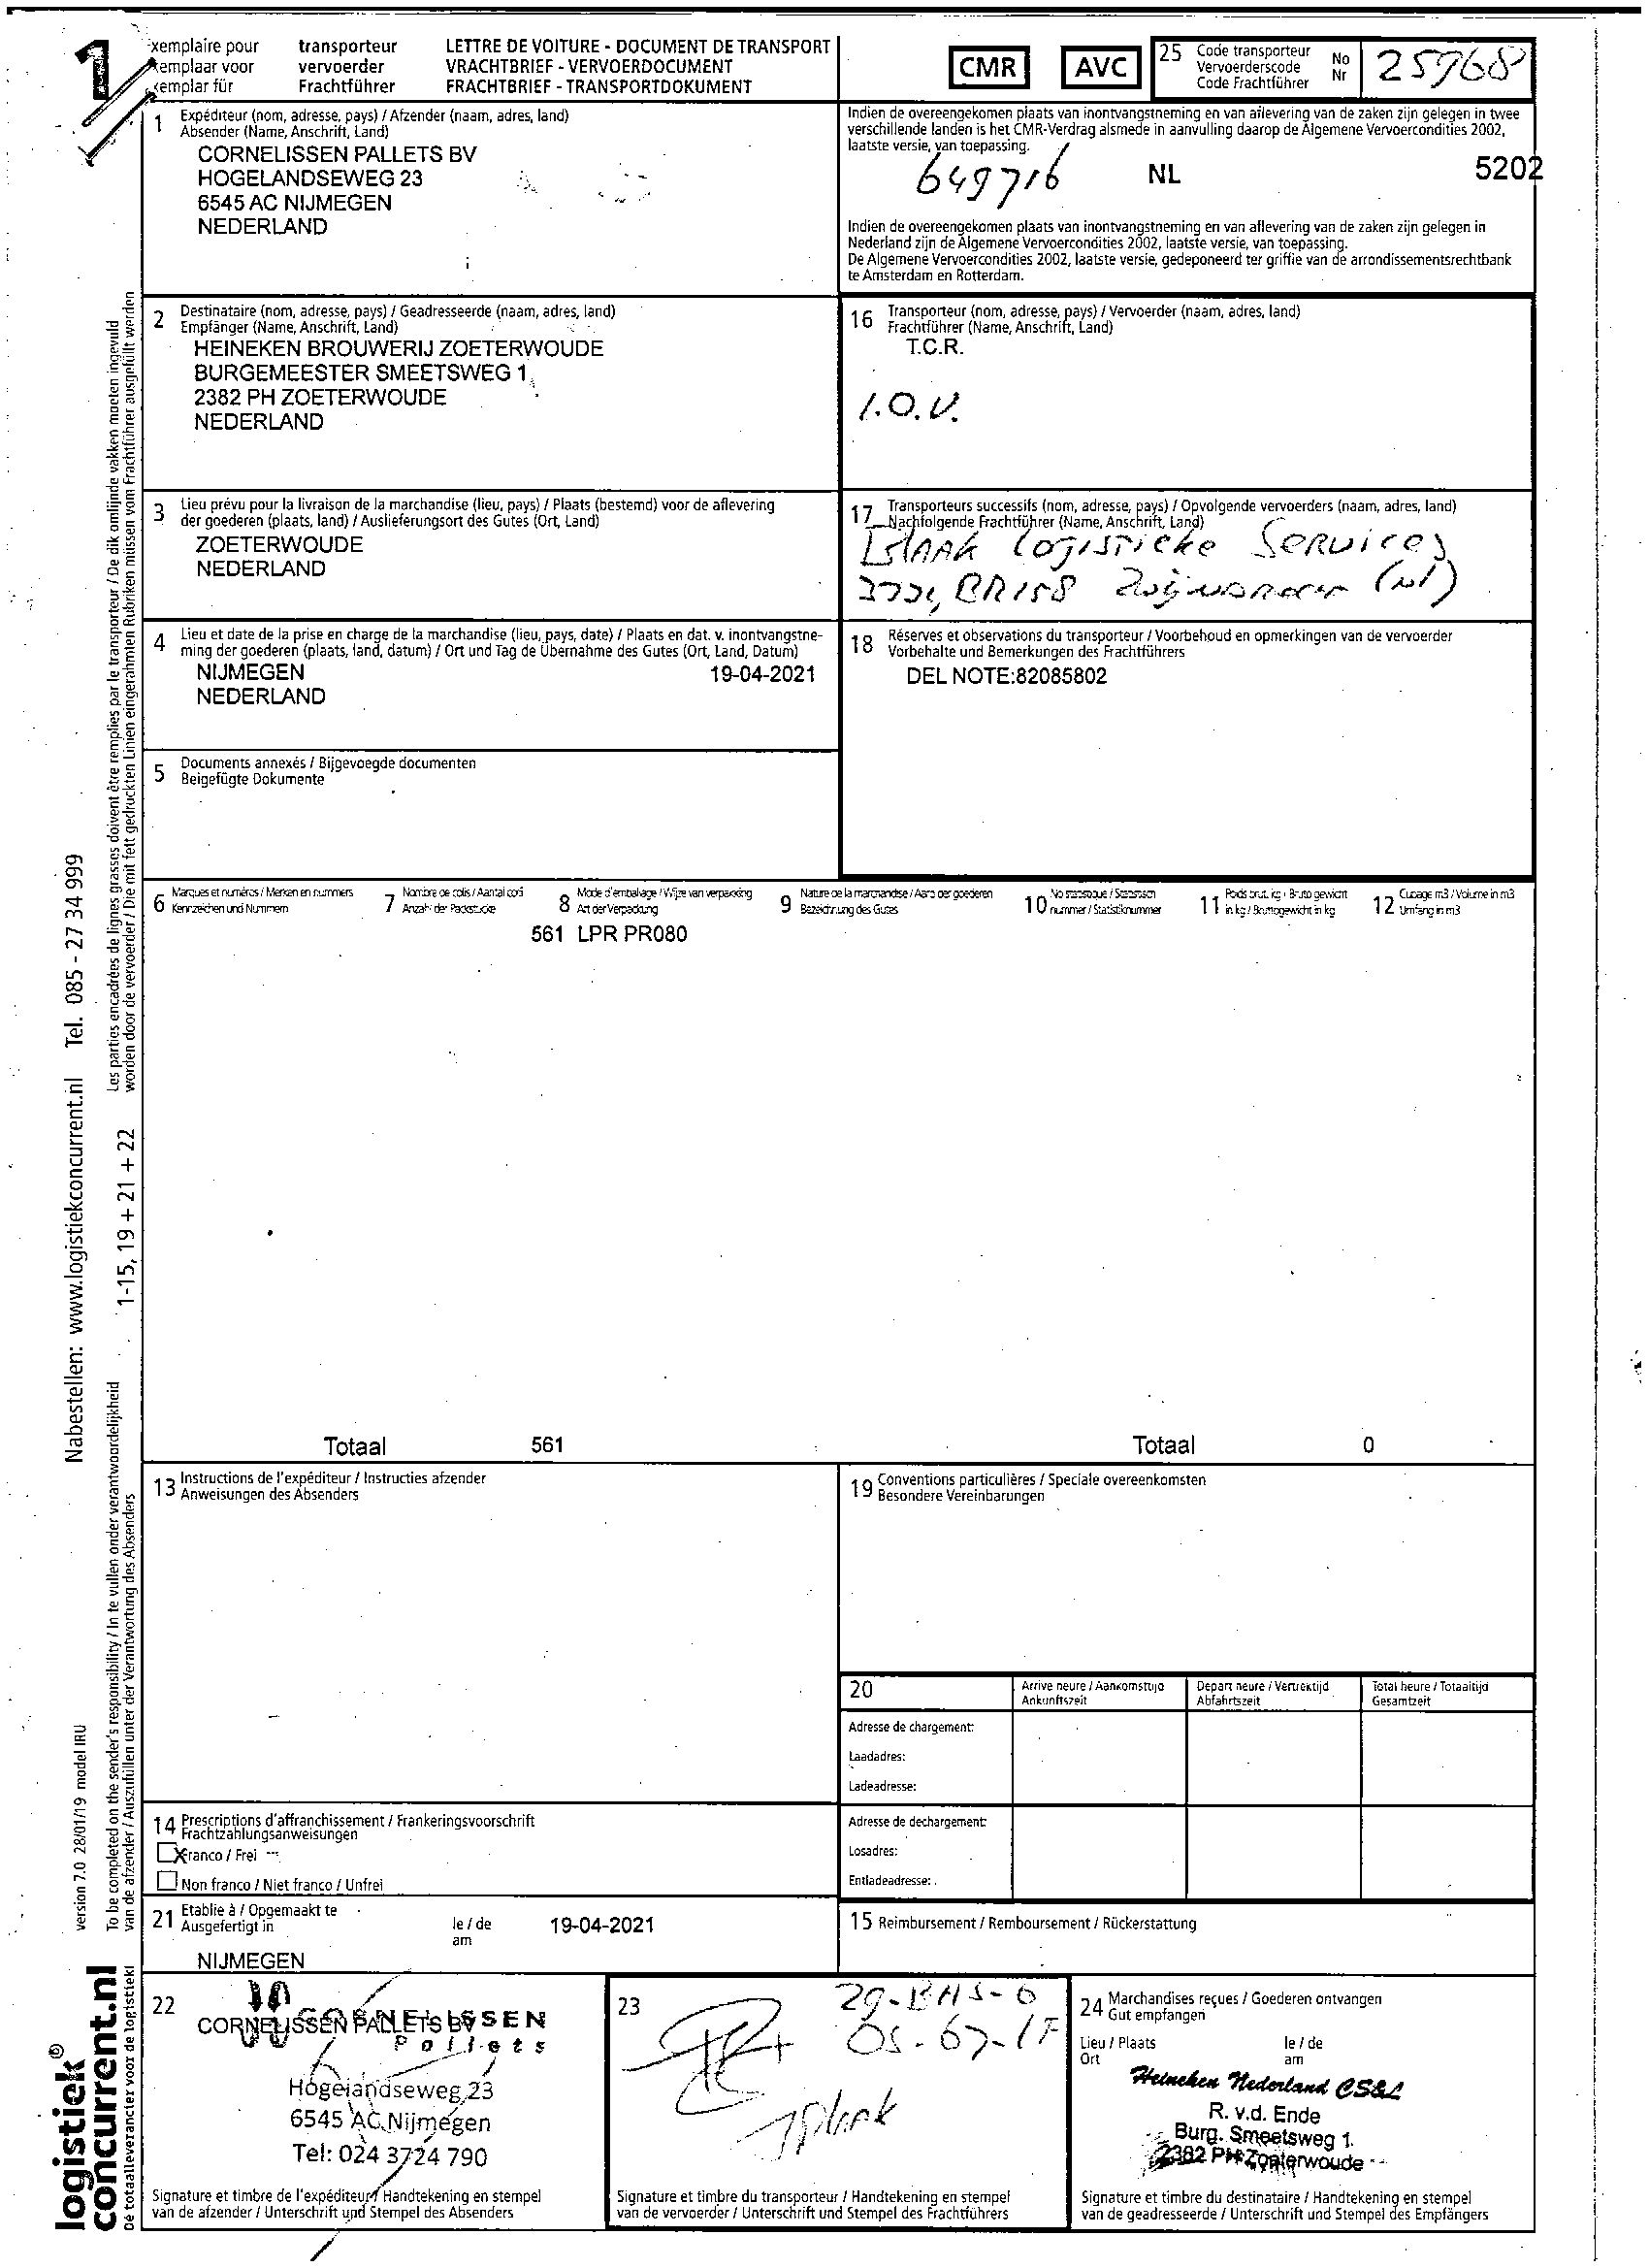 1
xemplaire pour transporteur LETTRE DE VOITURE - DOCUMENT DE TRANSPORT
xemplaar voor vervoerder VRACHTBRIEF - VERVOERDOCUMENT
xemplar für Frachtführer FRACHTBRIEF - TRANSPORTDOKUMENT
CMR AVC
25 Code transporteur No
Vervoerderscode Nr
Code Frachtführer
25968
1 Expéditeur (nom, adresse, pays) / Afzender (naam, adres, land)
Absender (Name, Anschrift, Land)
CORNELISSEN PALLETS BV
HOGELANDSEWEG 23
6545 AC NIJMEGEN
NEDERLAND
Indien de overeengekomen plaats van inontvangstneming en van aflevering van de zaken zijn gelegen in twee
verschillende landen is het CMR-Verdrag alsmede in aanvulling daarop de Algemene Vervoercondities 2002,
laatste versie, van toepassing.
649716 NL 5202
Indien de overeengekomen plaats van inontvangstneming en van aflevering van de zaken zijn gelegen in
Nederland zijn de Algemene Vervoercondities 2002, laatste versie, van toepassing.
De Algemene Vervoercondities 2002, laatste versie, gedeponeerd ter griffie van de arrondissementsrechtbank
te Amsterdam en Rotterdam.
2 Destinataire (nom, adresse, pays) / Geadresseerde (naam, adres, land)
Empfänger (Name, Anschrift, Land)
HEINEKEN BROUWERIJ ZOETERWOUDE
BURGEMEESTER SMEETSWEG 1
2382 PH ZOETERWOUDE
NEDERLAND
16 Transporteur (nom, adresse, pays) / Vervoerder (naam, adres, land)
Frachtführer (Name, Anschrift, Land)
T.C.R.
I.O.V.
3 Lieu prévu pour la livraison de la marchandise (lieu, pays) / Plaats (bestemd) voor de aflevering
der goederen (plaats, land) / Auslieferungsort des Gutes (Ort, Land)
ZOETERWOUDE
NEDERLAND
17 Transporteurs successifs (nom, adresse, pays) / Opvolgende vervoerders (naam, adres, land)
Nachfolgende Frachtführer (Name, Anschrift, Land)
Logistieke Services
(nl)
4 Lieu et date de la prise en charge de la marchandise (lieu, pays, date) / Plaats en dat. v. inontvangstne-
ming der goederen (plaats, land, datum) / Ort und Tag de Übernahme des Gutes (Ort, Land, Datum)
NIJMEGEN 19-04-2021
NEDERLAND
18 Réserves et observations du transporteur / Voorbehoud en opmerkingen van de vervoerder
Vorbehalte und Bemerkungen des Frachtführers
DEL NOTE:82085802
5 Documents annexés / Bijgevoegde documenten
Beigefügte Dokumente
6 Marques et numéros / Merken en nummers
Kennzeichen und Nummern
7 Nombre de colis / Aantal colli
Anzahl der Packstücke
8 Mode d'emballage / Wijze van verpakking
Art der Verpackung
9 Nature de la marchandise / Aard der goederen
Bezeichnung des Gutes
10 No statistique / Statistisch
nummer / Statistiknummer
11 Poids brut, kg / Bruto gewicht
in kg / Bruttogewicht in kg
12 Cubage m3 / Volume in m3
Umfang in m3
561 LPR PR080
Totaal 561 Totaal 0
13 Instructions de l'expéditeur / Instructies afzender
Anweisungen des Absenders
19 Conventions particulières / Speciale overeenkomsten
Besondere Vereinbarungen
20 Arrive heure / Aankomsttijd
Ankunftszeit
Depart heure / Vertrektijd
Abfahrtszeit
Total heure / Totaaltijd
Gesamtzeit
Adresse de chargement:
Laadadres:
Ladeadresse:
Adresse de dechargement:
Losadres:
Entladeadresse:
14 Prescriptions d'affranchissement / Frankeringsvoorschrift
Frachtzahlungsanweisungen
X Franco / Frei
Non franco / Niet franco / Unfrei
21 Etablie à / Opgemaakt te
Ausgefertigt in
le / de
am
19-04-2021
NIJMEGEN
15 Reimbursement / Remboursement / Rückerstattung
22
CORNELISSEN PALLETS BV
CORNELISSEN
Pallets
Hogelandseweg 23
6545 AC Nijmegen
Tel: 024 3724 790
Signature et timbre de l'expéditeur / Handtekening en stempel
van de afzender / Unterschrift und Stempel des Absenders
23
29-BHS-6
Signature et timbre du transporteur / Handtekening en stempel
van de vervoerder / Unterschrift und Stempel des Frachtführers
24 Marchandises reçues / Goederen ontvangen
Gut empfangen
Lieu / Plaats le / de
Ort am
Heineken Nederland CS&L
R. v.d. Ende
Burg. Smeetsweg 1
2382 PH Zoeterwoude
Signature et timbre du destinataire / Handtekening en stempel
van de geadresseerde / Unterschrift und Stempel des Empfängers
Les parties encadrées de lignes grasses doivent être remplies par le transporteur / De dik omlijnde vakken moeten ingevuld
worden door de vervoerder / Die mit fett gedruckten Linien eingerahmten Rubriken müssen vom Frachtführer ausgefüllt werden
1-15, 19 + 21 + 22
To be completed on the sender's responsibility / In te vullen onder verantwoordelijkheid
van de afzender / Auszufüllen unter der Verantwortung des Absenders
Nabestellen: www.logistiekconcurrent.nl Tel. 085 - 27 34 999
version 7.0 28/01/19 model IRU
logistiek®
concurrent.nl
Dé totaalleverancier voor de logistiek!